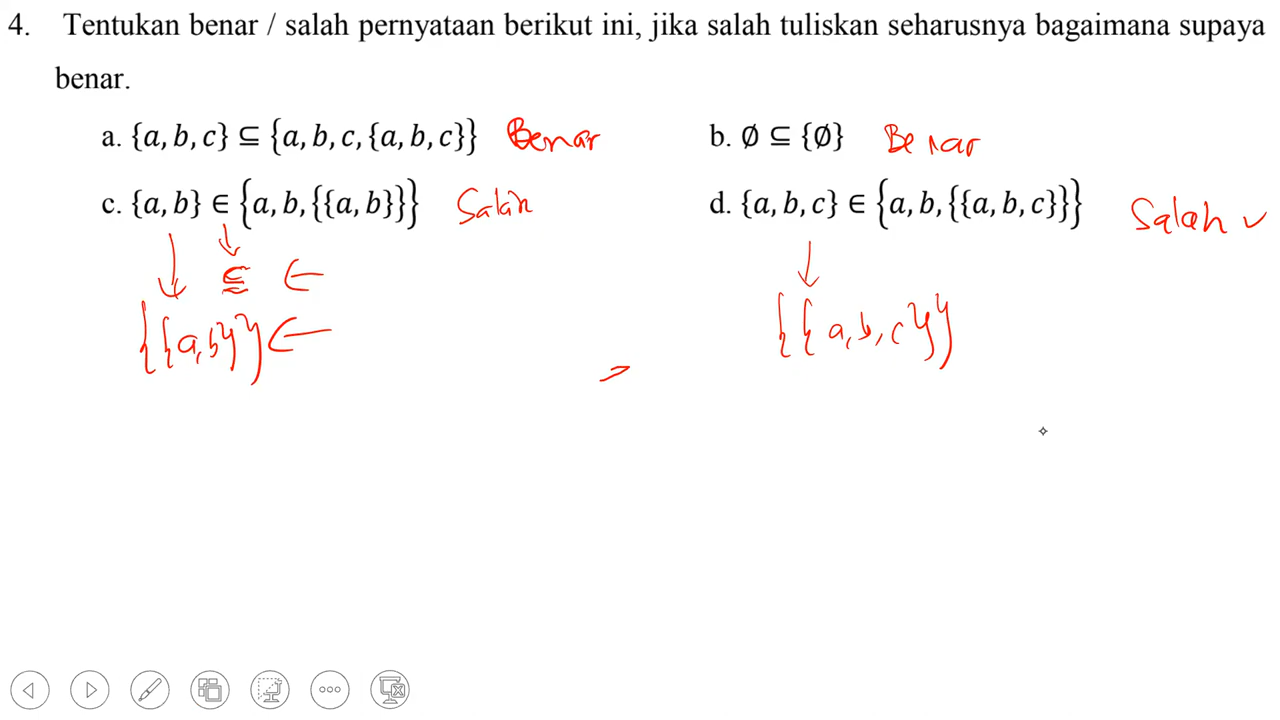 4. Tentukan benar / salah pernyataan berikut ini, jika salah tuliskan seharusnya bagaimana supaya
benar.
a. {𝑎, 𝑏, 𝑐} ⊆ {𝑎, 𝑏, 𝑐, {𝑎, 𝑏, 𝑐}} Benar
b. ∅ ⊆ {∅} Benar
c. {𝑎, 𝑏} ∈ {𝑎, 𝑏, {{𝑎, 𝑏}}} Salah
↓ ↓
⊆ ←
{{a, b}} ←
d. {𝑎, 𝑏, 𝑐} ∈ {𝑎, 𝑏, {{𝑎, 𝑏, 𝑐}}} Salah ✓
↓
{{a, b, c}}